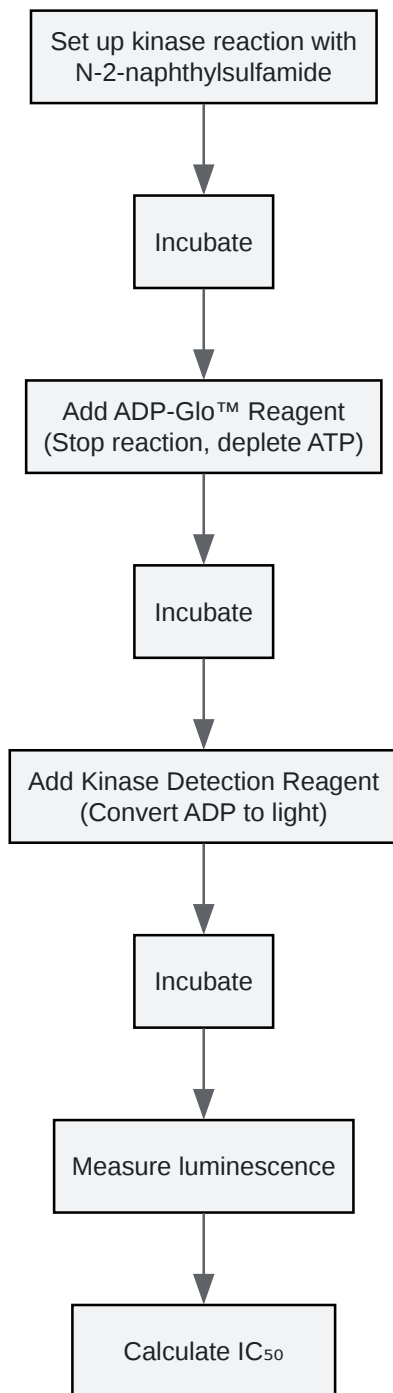 Set up kinase reaction with
N-2-naphthylsulfamide
Incubate
Add ADP-Glo™ Reagent
(Stop reaction, deplete ATP)
Incubate
Add Kinase Detection Reagent
(Convert ADP to light)
Incubate
Measure luminescence
Calculate IC₅₀